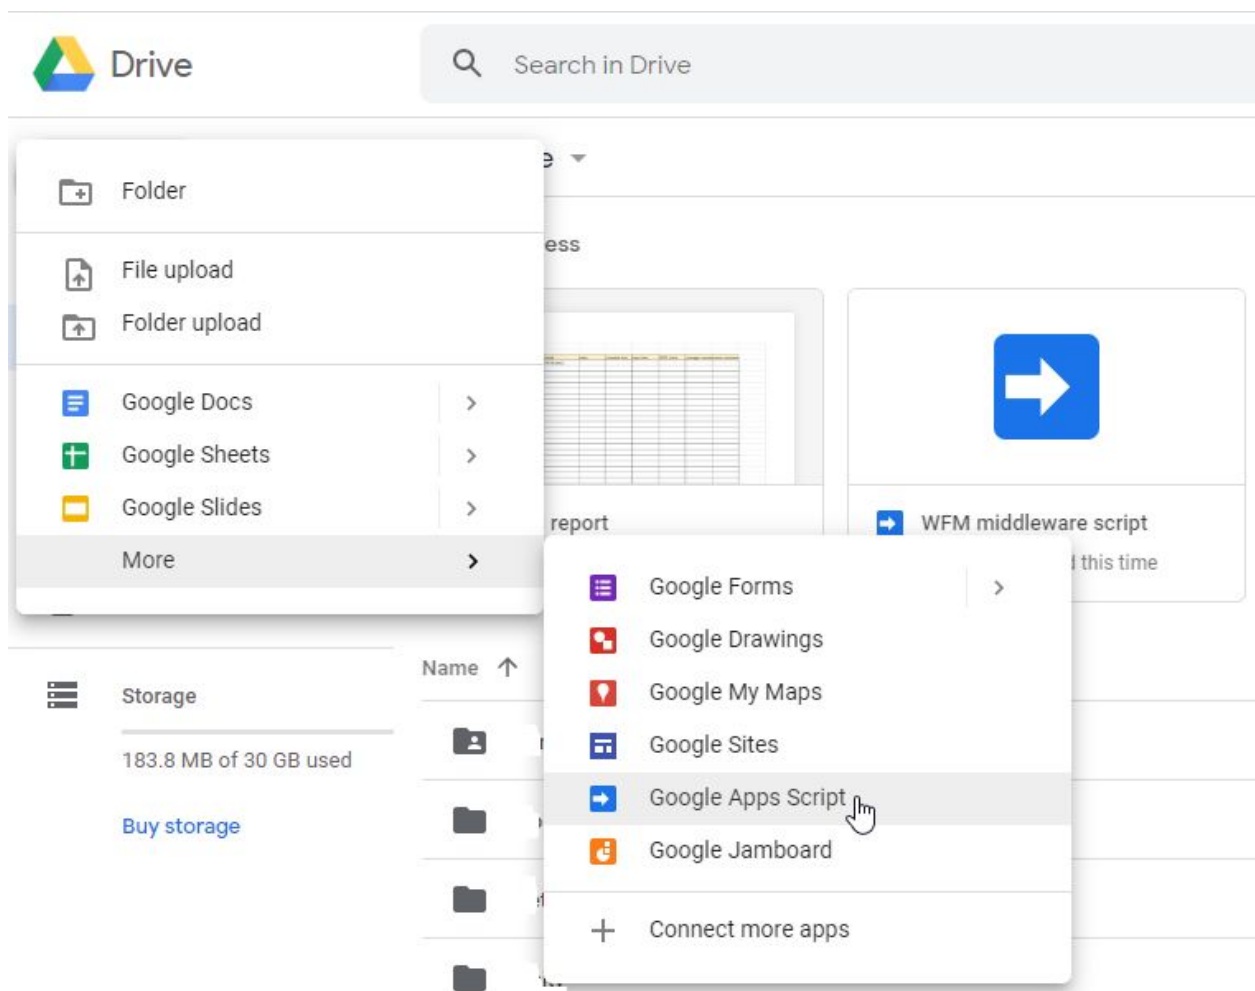 Drive
Search in Drive
Folder
File upload
Folder upload
Google Docs
Google Sheets
Google Slides
More
ess
report
WFM middleware script
this time
Google Forms
Google Drawings
Google My Maps
Google Sites
Google Apps Script
Google Jamboard
Connect more apps
Name
Storage
183.8 MB of 30 GB used
Buy storage